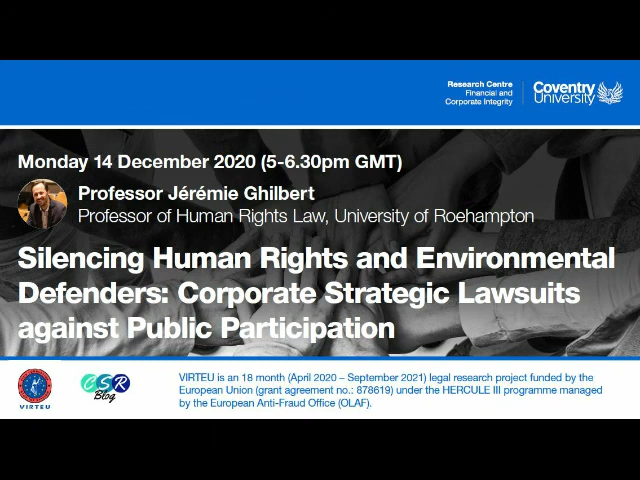 Research Centre
Financial and
Corporate Integrity
Coventry
University
Monday 14 December 2020 (5-6.30pm GMT)
Professor Jérémie Ghilbert
Professor of Human Rights Law, University of Roehampton
Silencing Human Rights and Environmental
Defenders: Corporate Strategic Lawsuits
against Public Participation
VIRTEU
CSR
Blog
VIRTEU is an 18 month (April 2020 – September 2021) legal research project funded by the
European Union (grant agreement no.: 878619) under the HERCULE III programme managed
by the European Anti-Fraud Office (OLAF).